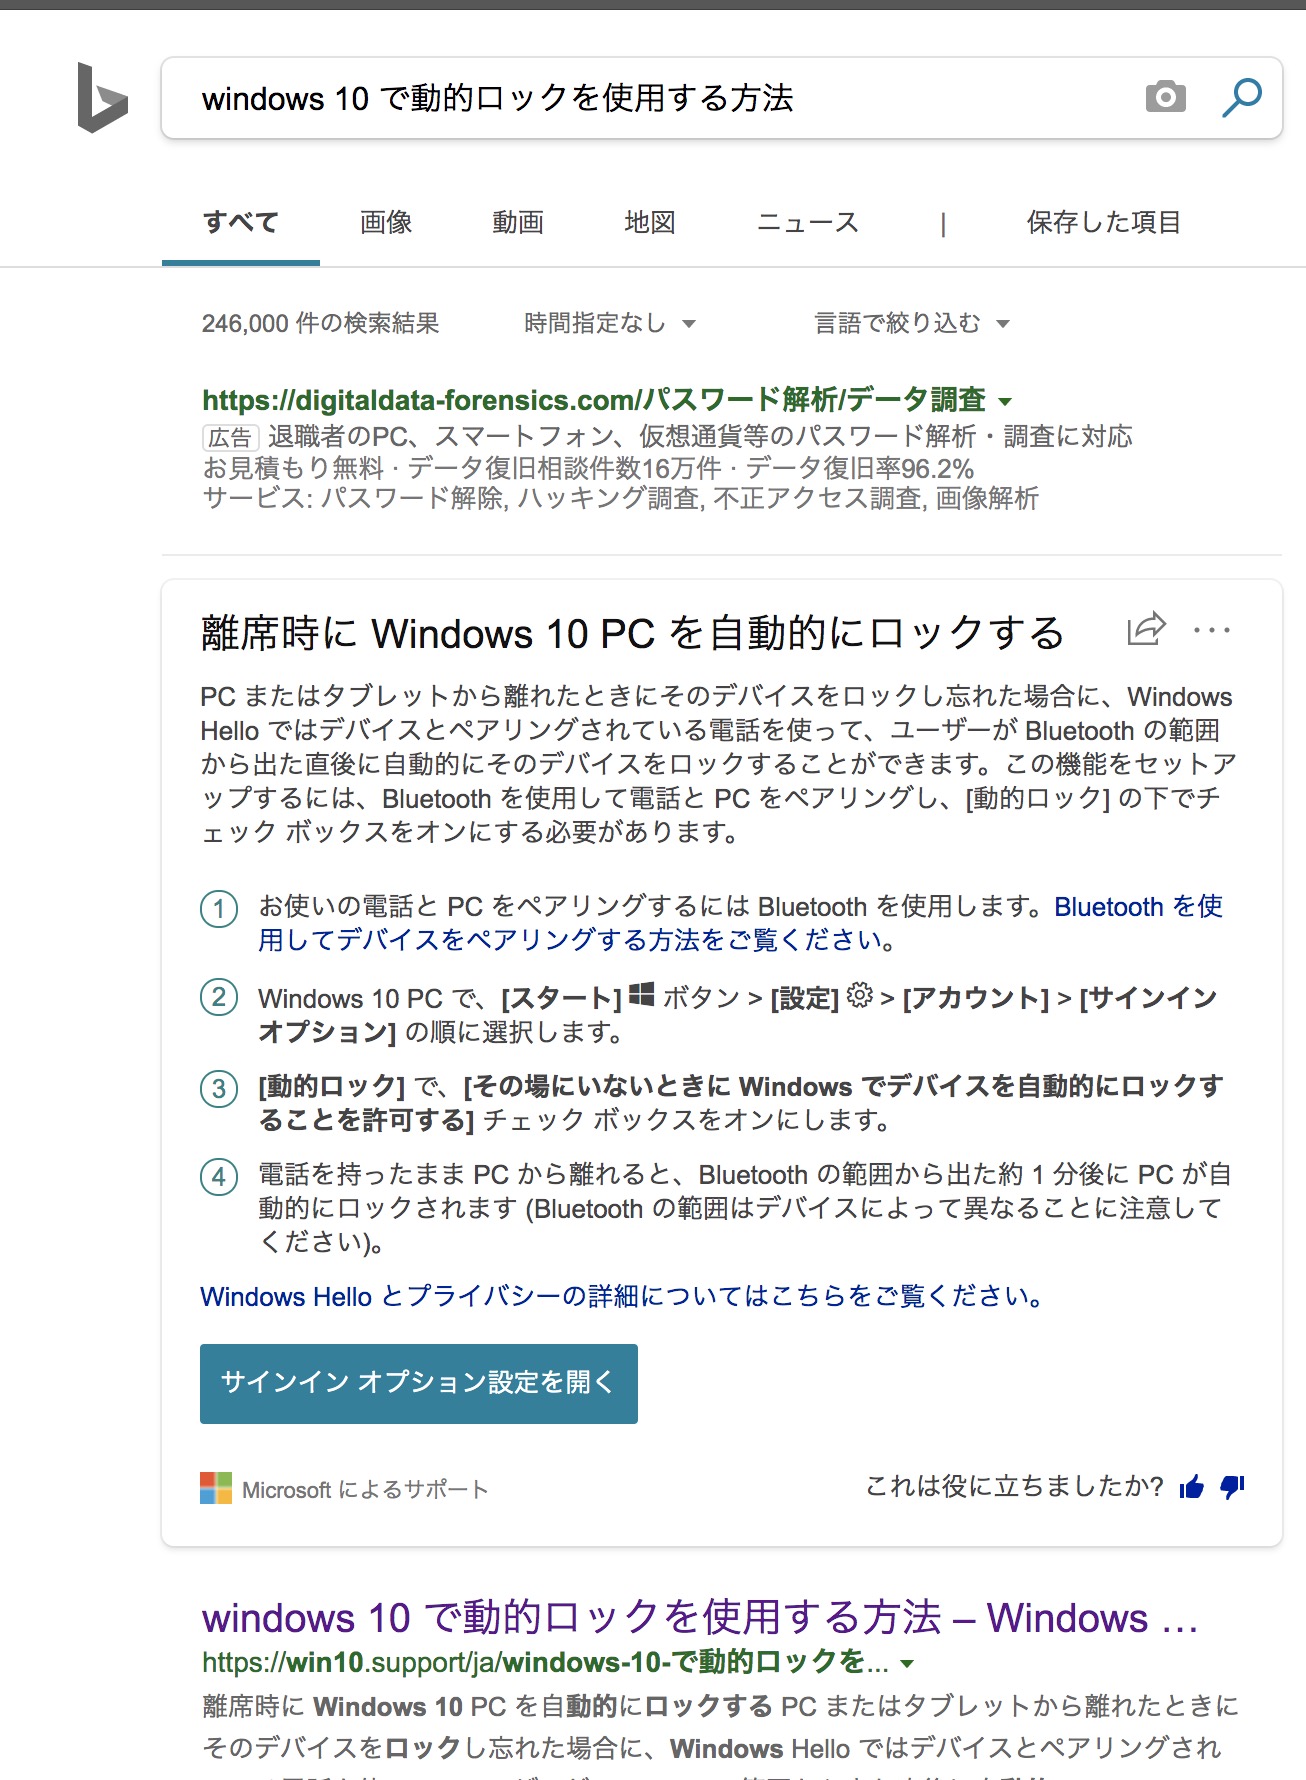 windows 10 で動的ロックを使用する方法
すべて 画像 動画 地図 ニュース | 保存した項目
246,000 件の検索結果 時間指定なし 言語で絞り込む
https://digitaldata-forensics.com/パスワード解析/データ調査
広告 退職者のPC、スマートフォン、仮想通貨等のパスワード解析・調査に対応
お見積もり無料 · データ復旧相談件数16万件 · データ復旧率96.2%
サービス: パスワード解除, ハッキング調査, 不正アクセス調査, 画像解析
離席時に Windows 10 PC を自動的にロックする
PC またはタブレットから離れたときにそのデバイスをロックし忘れた場合に、Windows
Hello ではデバイスとペアリングされている電話を使って、ユーザーが Bluetooth の範囲
から出た直後に自動的にそのデバイスをロックすることができます。この機能をセットア
ップするには、Bluetooth を使用して電話と PC をペアリングし、[動的ロック] の下でチ
ェック ボックスをオンにする必要があります。
1 お使いの電話と PC をペアリングするには Bluetooth を使用します。Bluetooth を使
用してデバイスをペアリングする方法をご覧ください。
2 Windows 10 PC で、[スタート] ボタン > [設定] > [アカウント] > [サインイン
オプション] の順に選択します。
3 [動的ロック] で、[その場にいないときに Windows でデバイスを自動的にロックす
ることを許可する] チェック ボックスをオンにします。
4 電話を持ったまま PC から離れると、Bluetooth の範囲から出た約 1 分後に PC が自
動的にロックされます (Bluetooth の範囲はデバイスによって異なることに注意して
ください)。
Windows Hello とプライバシーの詳細についてはこちらをご覧ください。
サインイン オプション設定を開く
Microsoft によるサポート これは役に立ちましたか?
windows 10 で動的ロックを使用する方法 – Windows …
https://win10.support/ja/windows-10-で動的ロックを...
離席時に Windows 10 PC を自動的にロックする PC またはタブレットから離れたときに
そのデバイスをロックし忘れた場合に、Windows Hello ではデバイスとペアリングされ